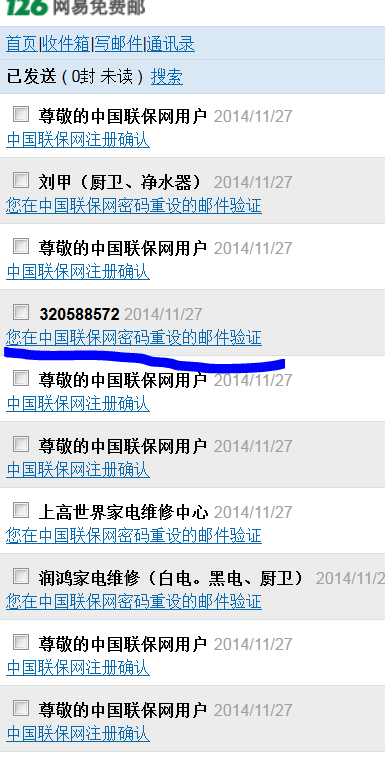 126 网易免费邮
首页|收件箱|写邮件|通讯录
已发送 ( 0封 未读 ) 搜索
尊敬的中国联保网用户 2014/11/27
中国联保网注册确认
刘甲（厨卫、净水器） 2014/11/27
您在中国联保网密码重设的邮件验证
尊敬的中国联保网用户 2014/11/27
中国联保网注册确认
320588572 2014/11/27
您在中国联保网密码重设的邮件验证
尊敬的中国联保网用户 2014/11/27
中国联保网注册确认
尊敬的中国联保网用户 2014/11/27
中国联保网注册确认
上高世界家电维修中心 2014/11/27
您在中国联保网密码重设的邮件验证
润鸿家电维修（白电。黑电、厨卫） 2014/11/2
您在中国联保网密码重设的邮件验证
尊敬的中国联保网用户 2014/11/27
中国联保网注册确认
尊敬的中国联保网用户 2014/11/27
中国联保网注册确认